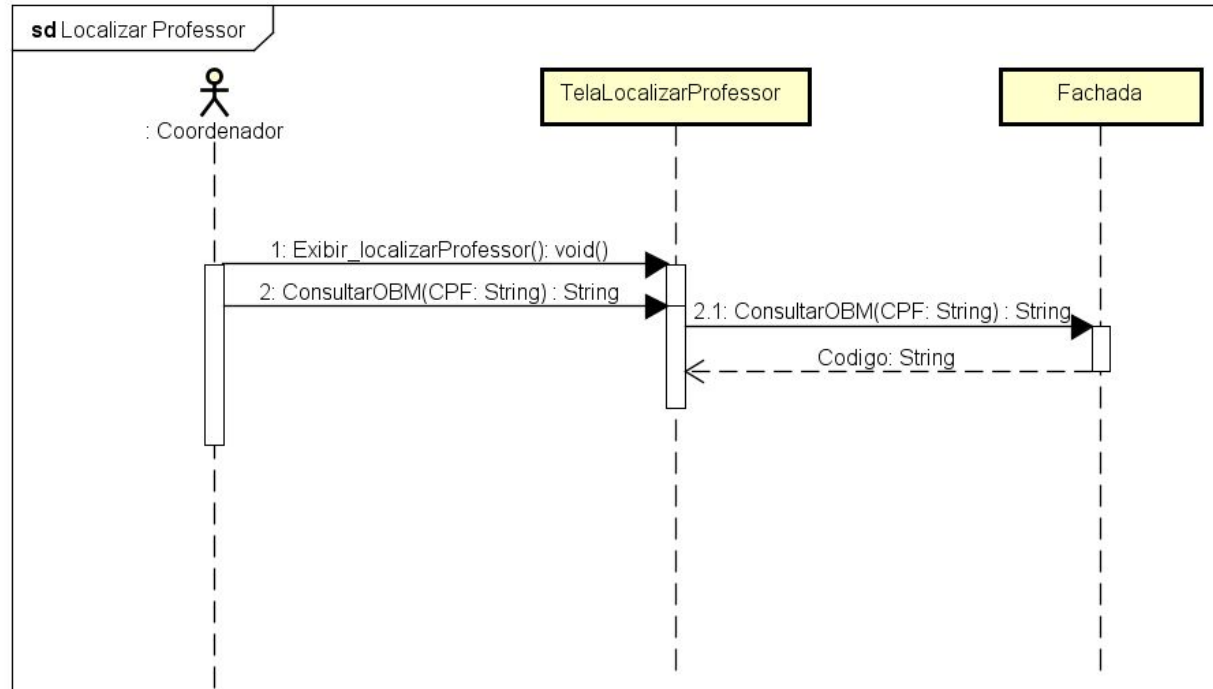 sd Localizar Professor
: Coordenador
TelaLocalizarProfessor
Fachada
1: Exibir_localizarProfessor(): void()
2: ConsultarOBM(CPF: String) : String
2.1: ConsultarOBM(CPF: String) : String
Codigo: String